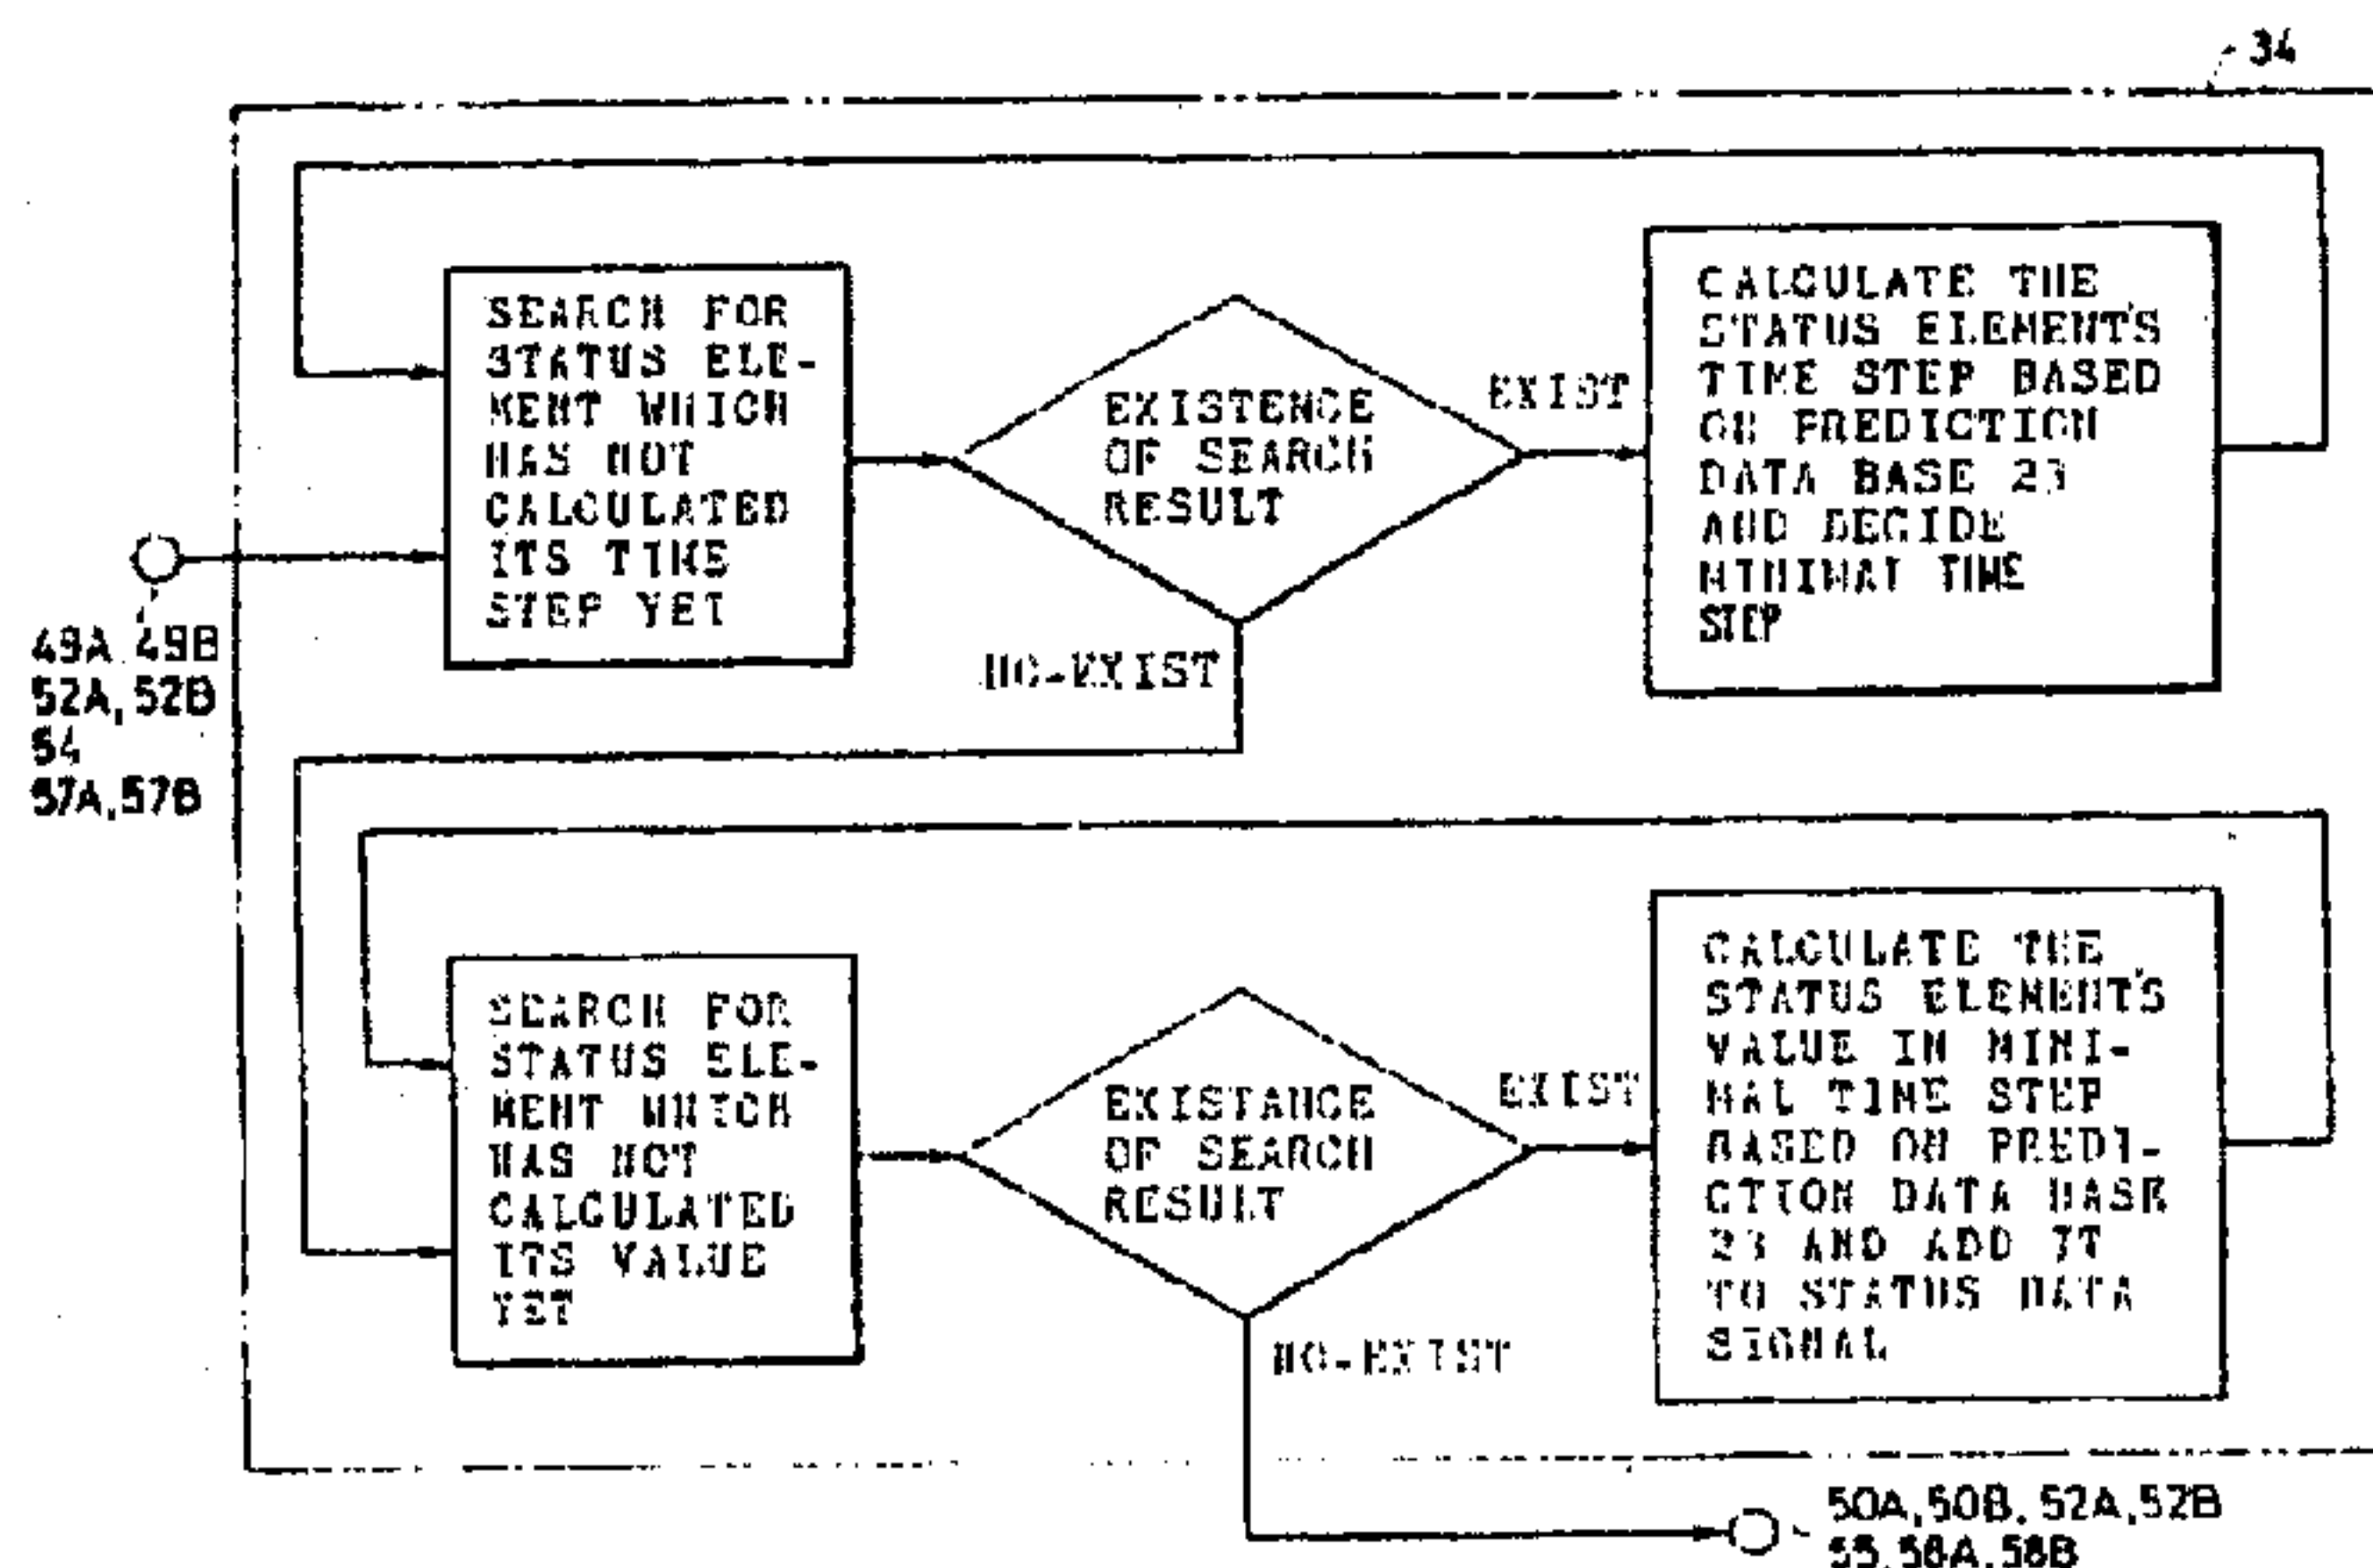 34
SEARCH FOR
STATUS ELE-
MENT WHICH
HAS NOT
CALCULATED
ITS TIME
STEP YET
EXISTENCE
OF SEARCH
RESULT
EXIST
NO-EXIST
CALCULATE THE
STATUS ELEMENT'S
TIME STEP BASED
ON PREDICTION
DATA BASE 23
AND DECIDE
MINIMAL TIME
STEP
49A, 49B
52A, 52B
54
57A, 57B
SEARCH FOR
STATUS ELE-
MENT WHICH
HAS NOT
CALCULATED
ITS VALUE
YET
EXISTANCE
OF SEARCH
RESULT
EXIST
NO-EXIST
CALCULATE THE
STATUS ELEMENT'S
VALUE IN MINI-
MAL TIME STEP
BASED ON PREDI-
CTION DATA BASE
23 AND ADD IT
TO STATUS DATA
SIGNAL
50A, 50B, 52A, 52B
55, 58A, 58B